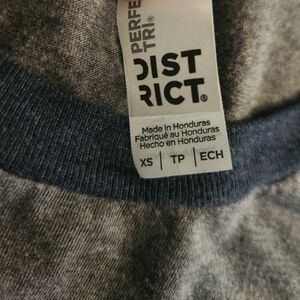 PERFE
TRI®
DIST
RICT®
Made in Honduras
Fabriqué au Honduras
Hecho en Honduras
XS | TP | ECH